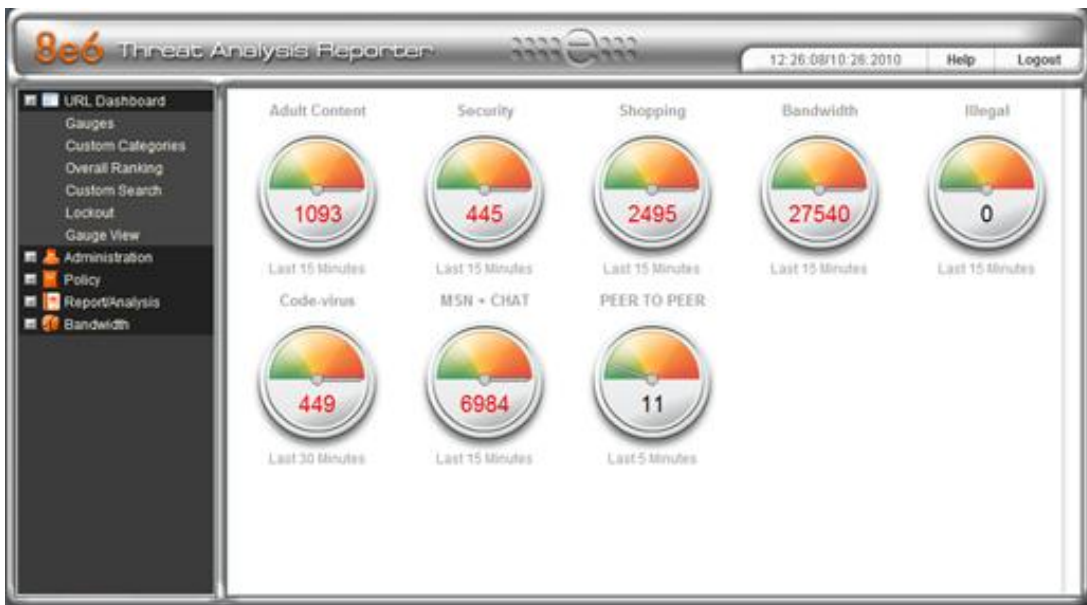 8e6 Threat Analysis Reporter
12:26:08/10:26:2010 Help Logout
URL Dashboard
Gauges
Custom Categories
Overall Ranking
Custom Search
Lockout
Gauge View
Administration
Policy
Report/Analysis
Bandwidth
Adult Content Security Shopping Bandwidth Illegal
1093 445 2495 27540 0
Last 15 Minutes Last 15 Minutes Last 15 Minutes Last 15 Minutes Last 15 Minutes
Code-virus MSN + CHAT PEER TO PEER
449 6984 11
Last 30 Minutes Last 15 Minutes Last 5 Minutes